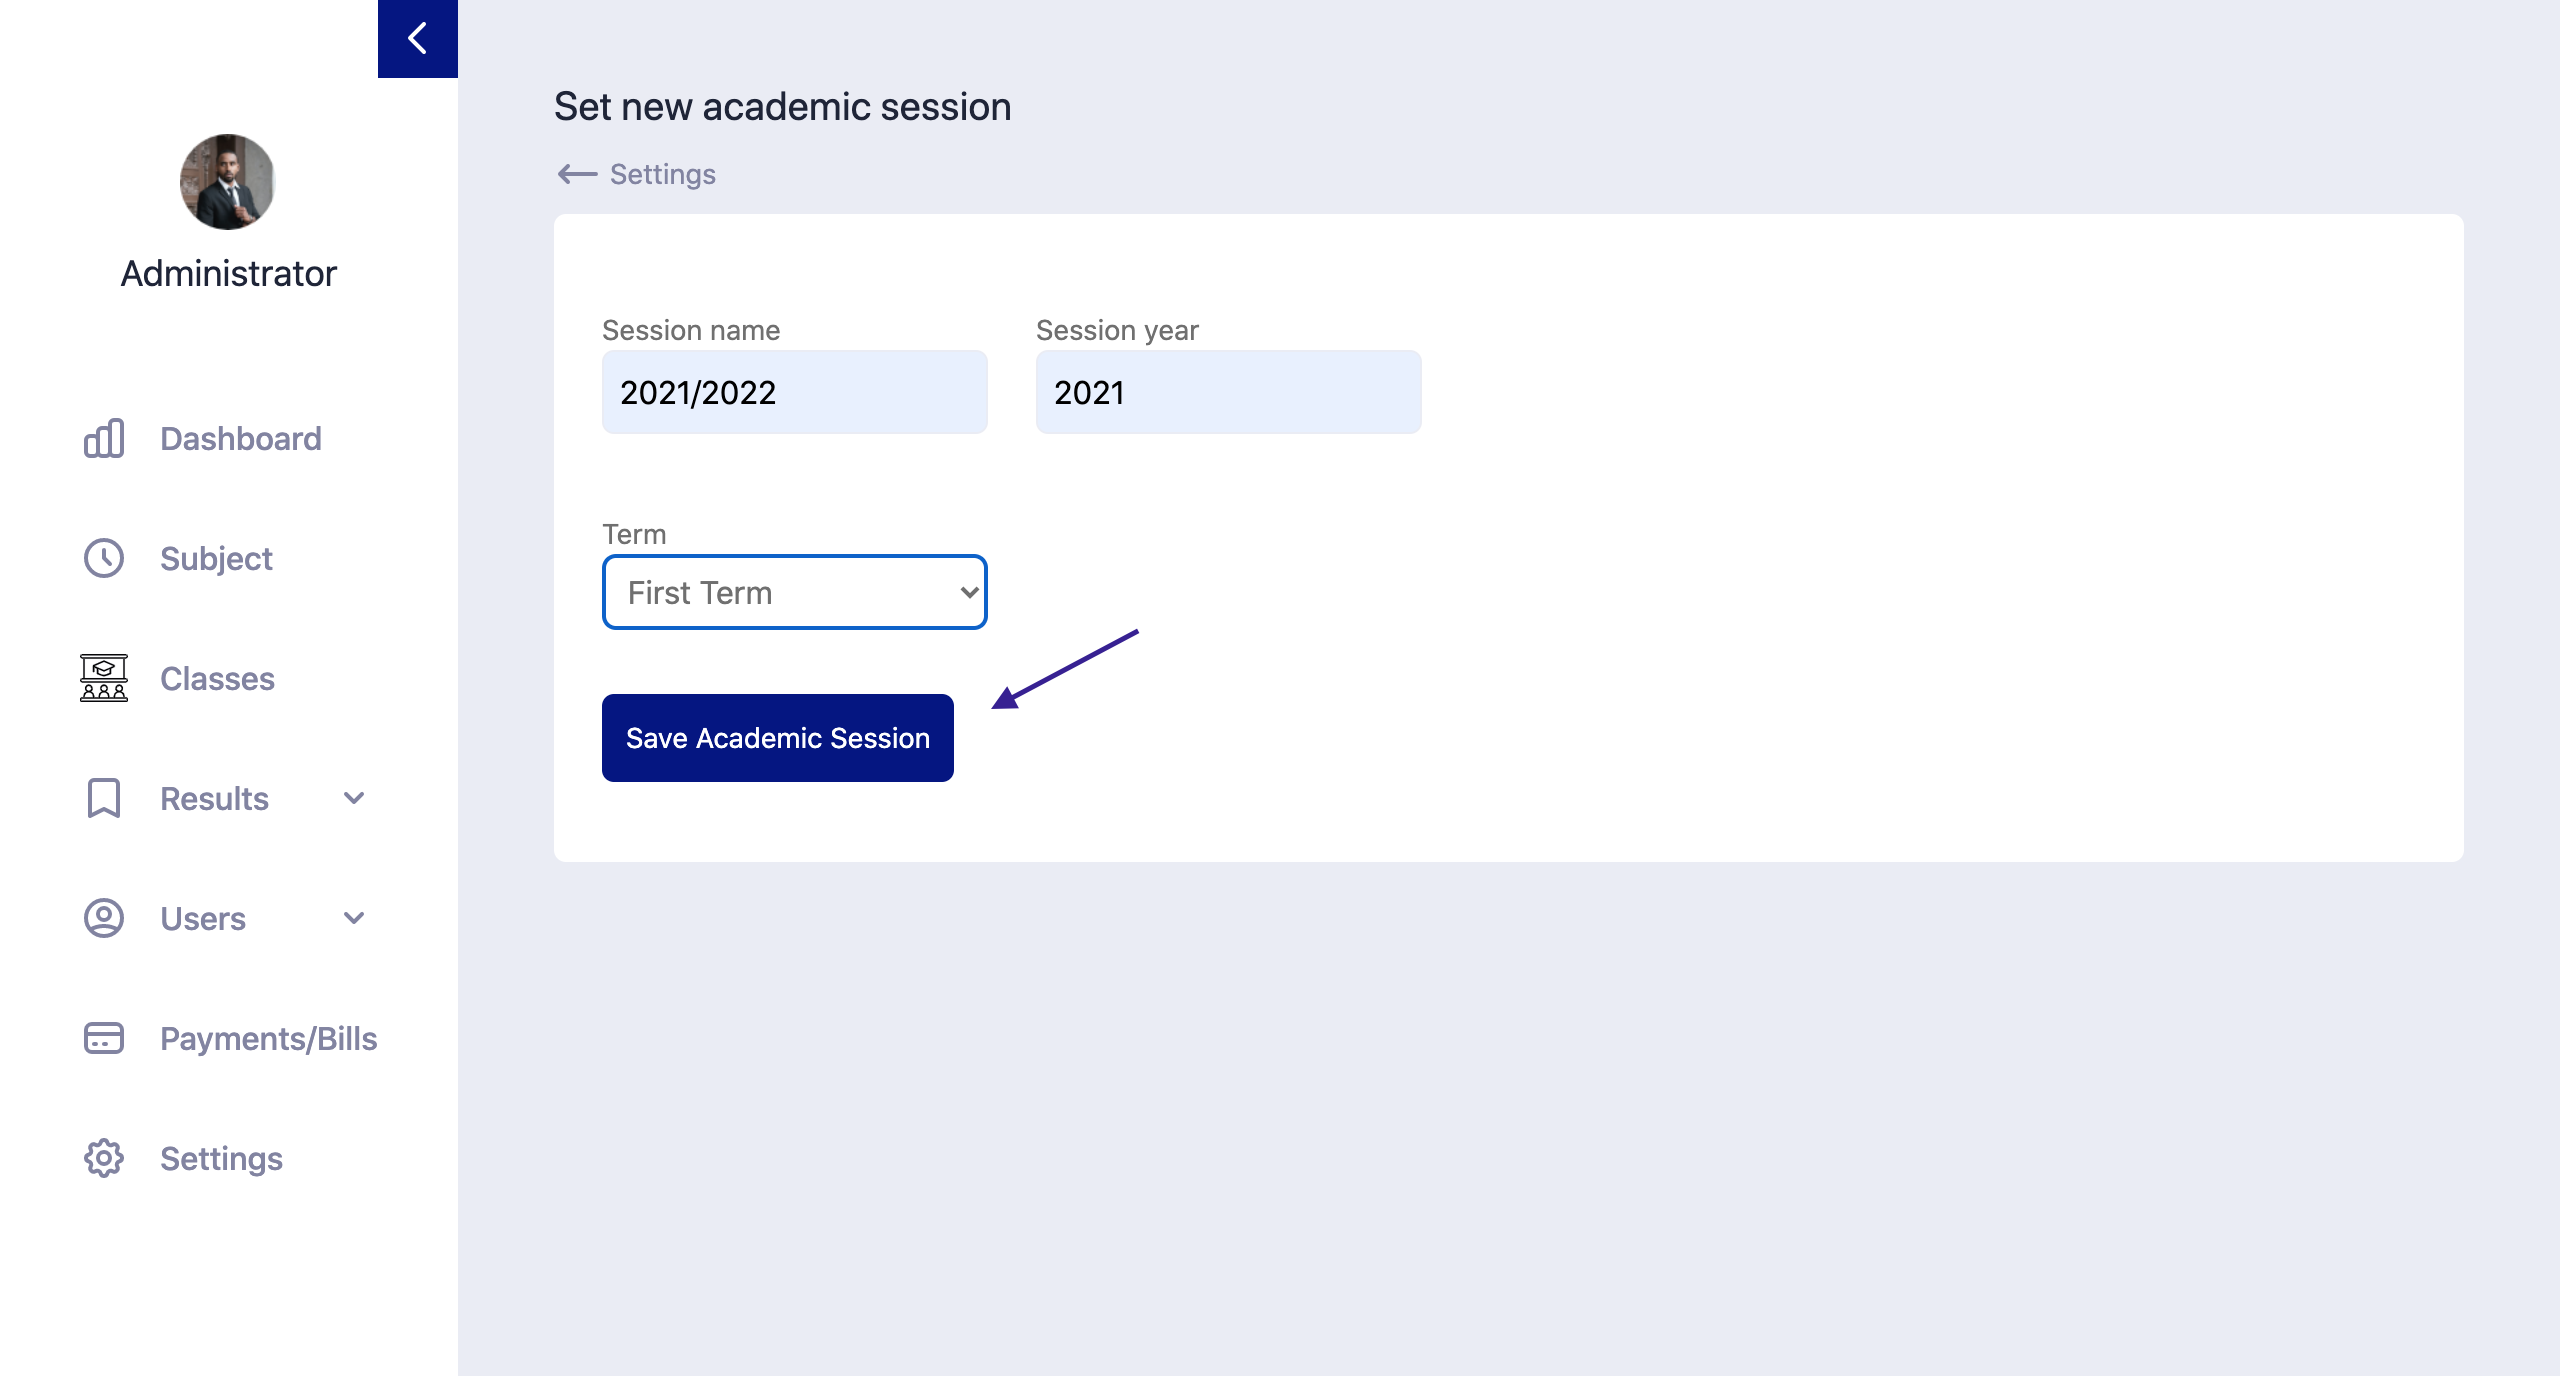 Administrator
Dashboard
Subject
Classes
Results
Users
Payments/Bills
Settings
Set new academic session
Settings
Session name
Session year
2021/2022
2021
Term
First Term
Save Academic Session